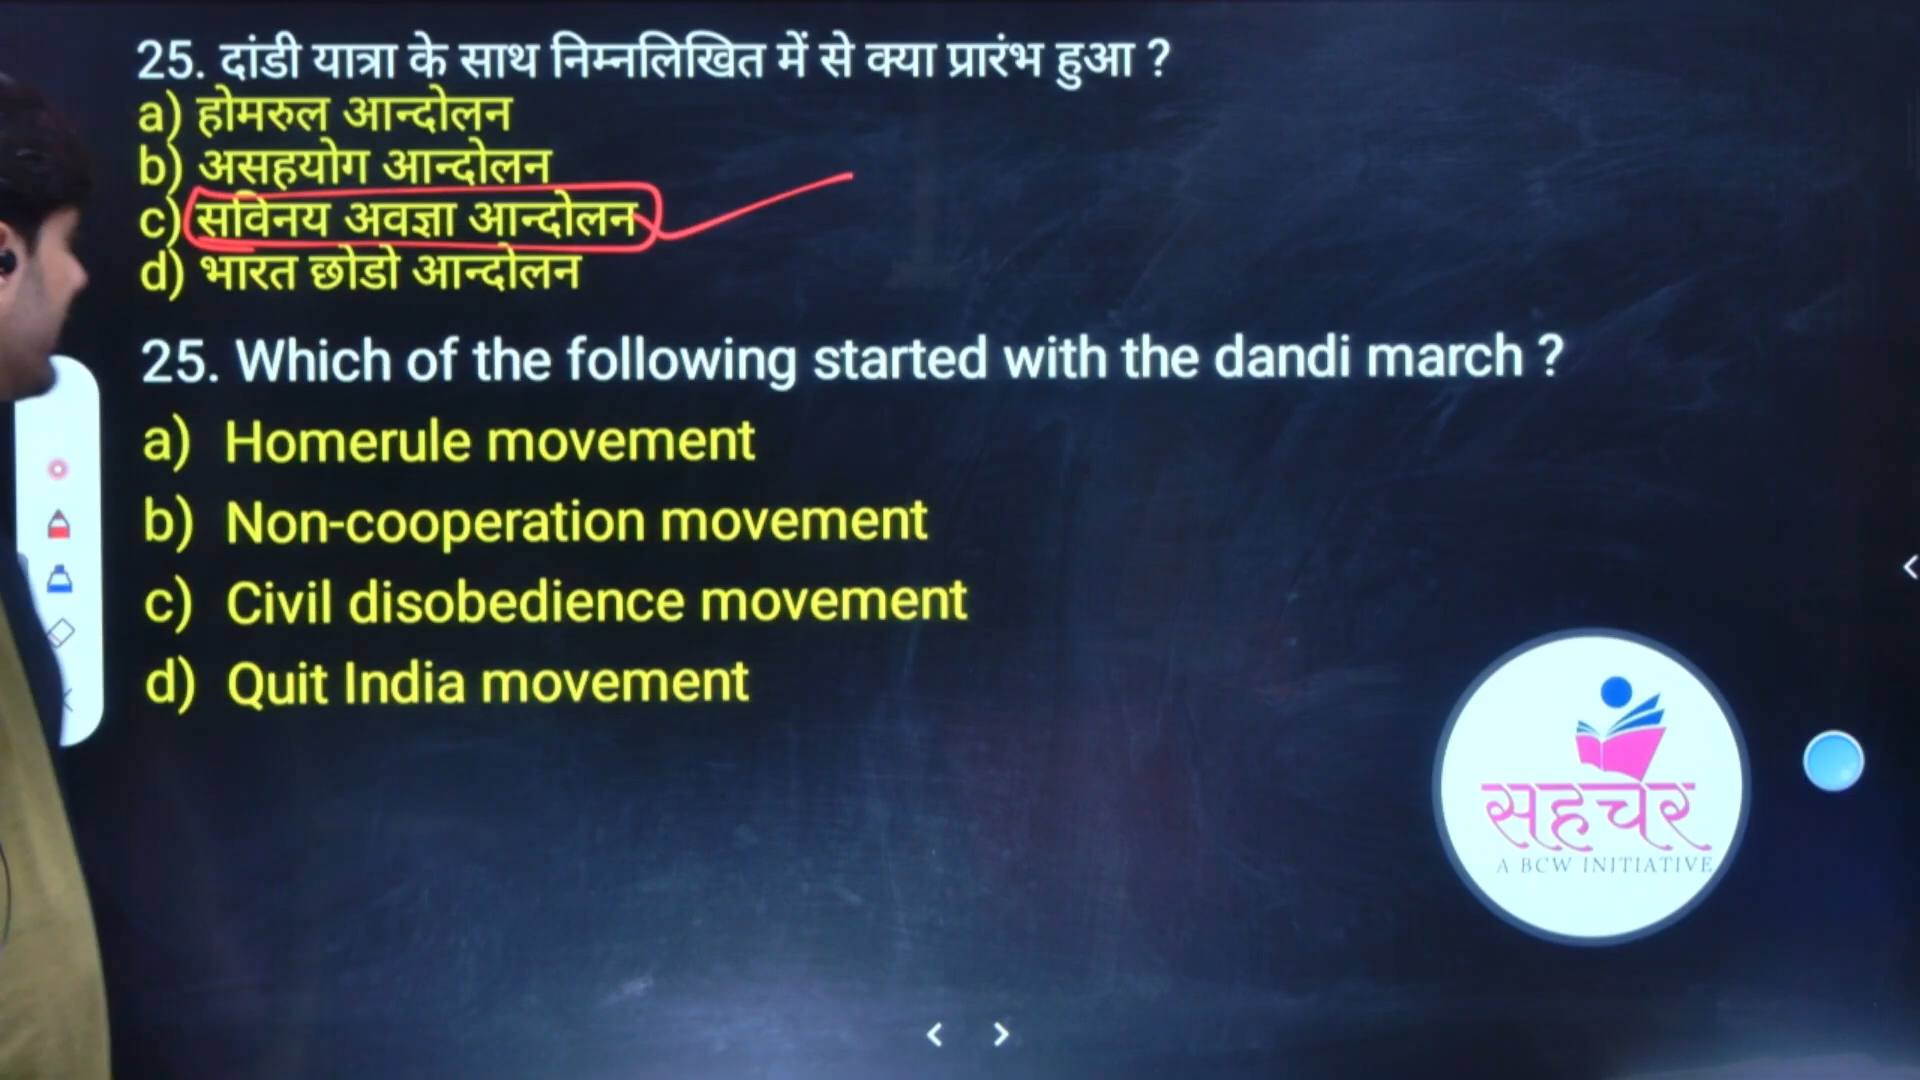 25. दांडी यात्रा के साथ निम्नलिखित में से क्या प्रारंभ हुआ ?
a) होमरुल आन्दोलन
b) असहयोग आन्दोलन
c) सविनय अवज्ञा आन्दोलन
d) भारत छोडो आन्दोलन
25. Which of the following started with the dandi march ?
a) Homerule movement
b) Non-cooperation movement
c) Civil disobedience movement
d) Quit India movement
सहचर
A BCW INITIATIVE